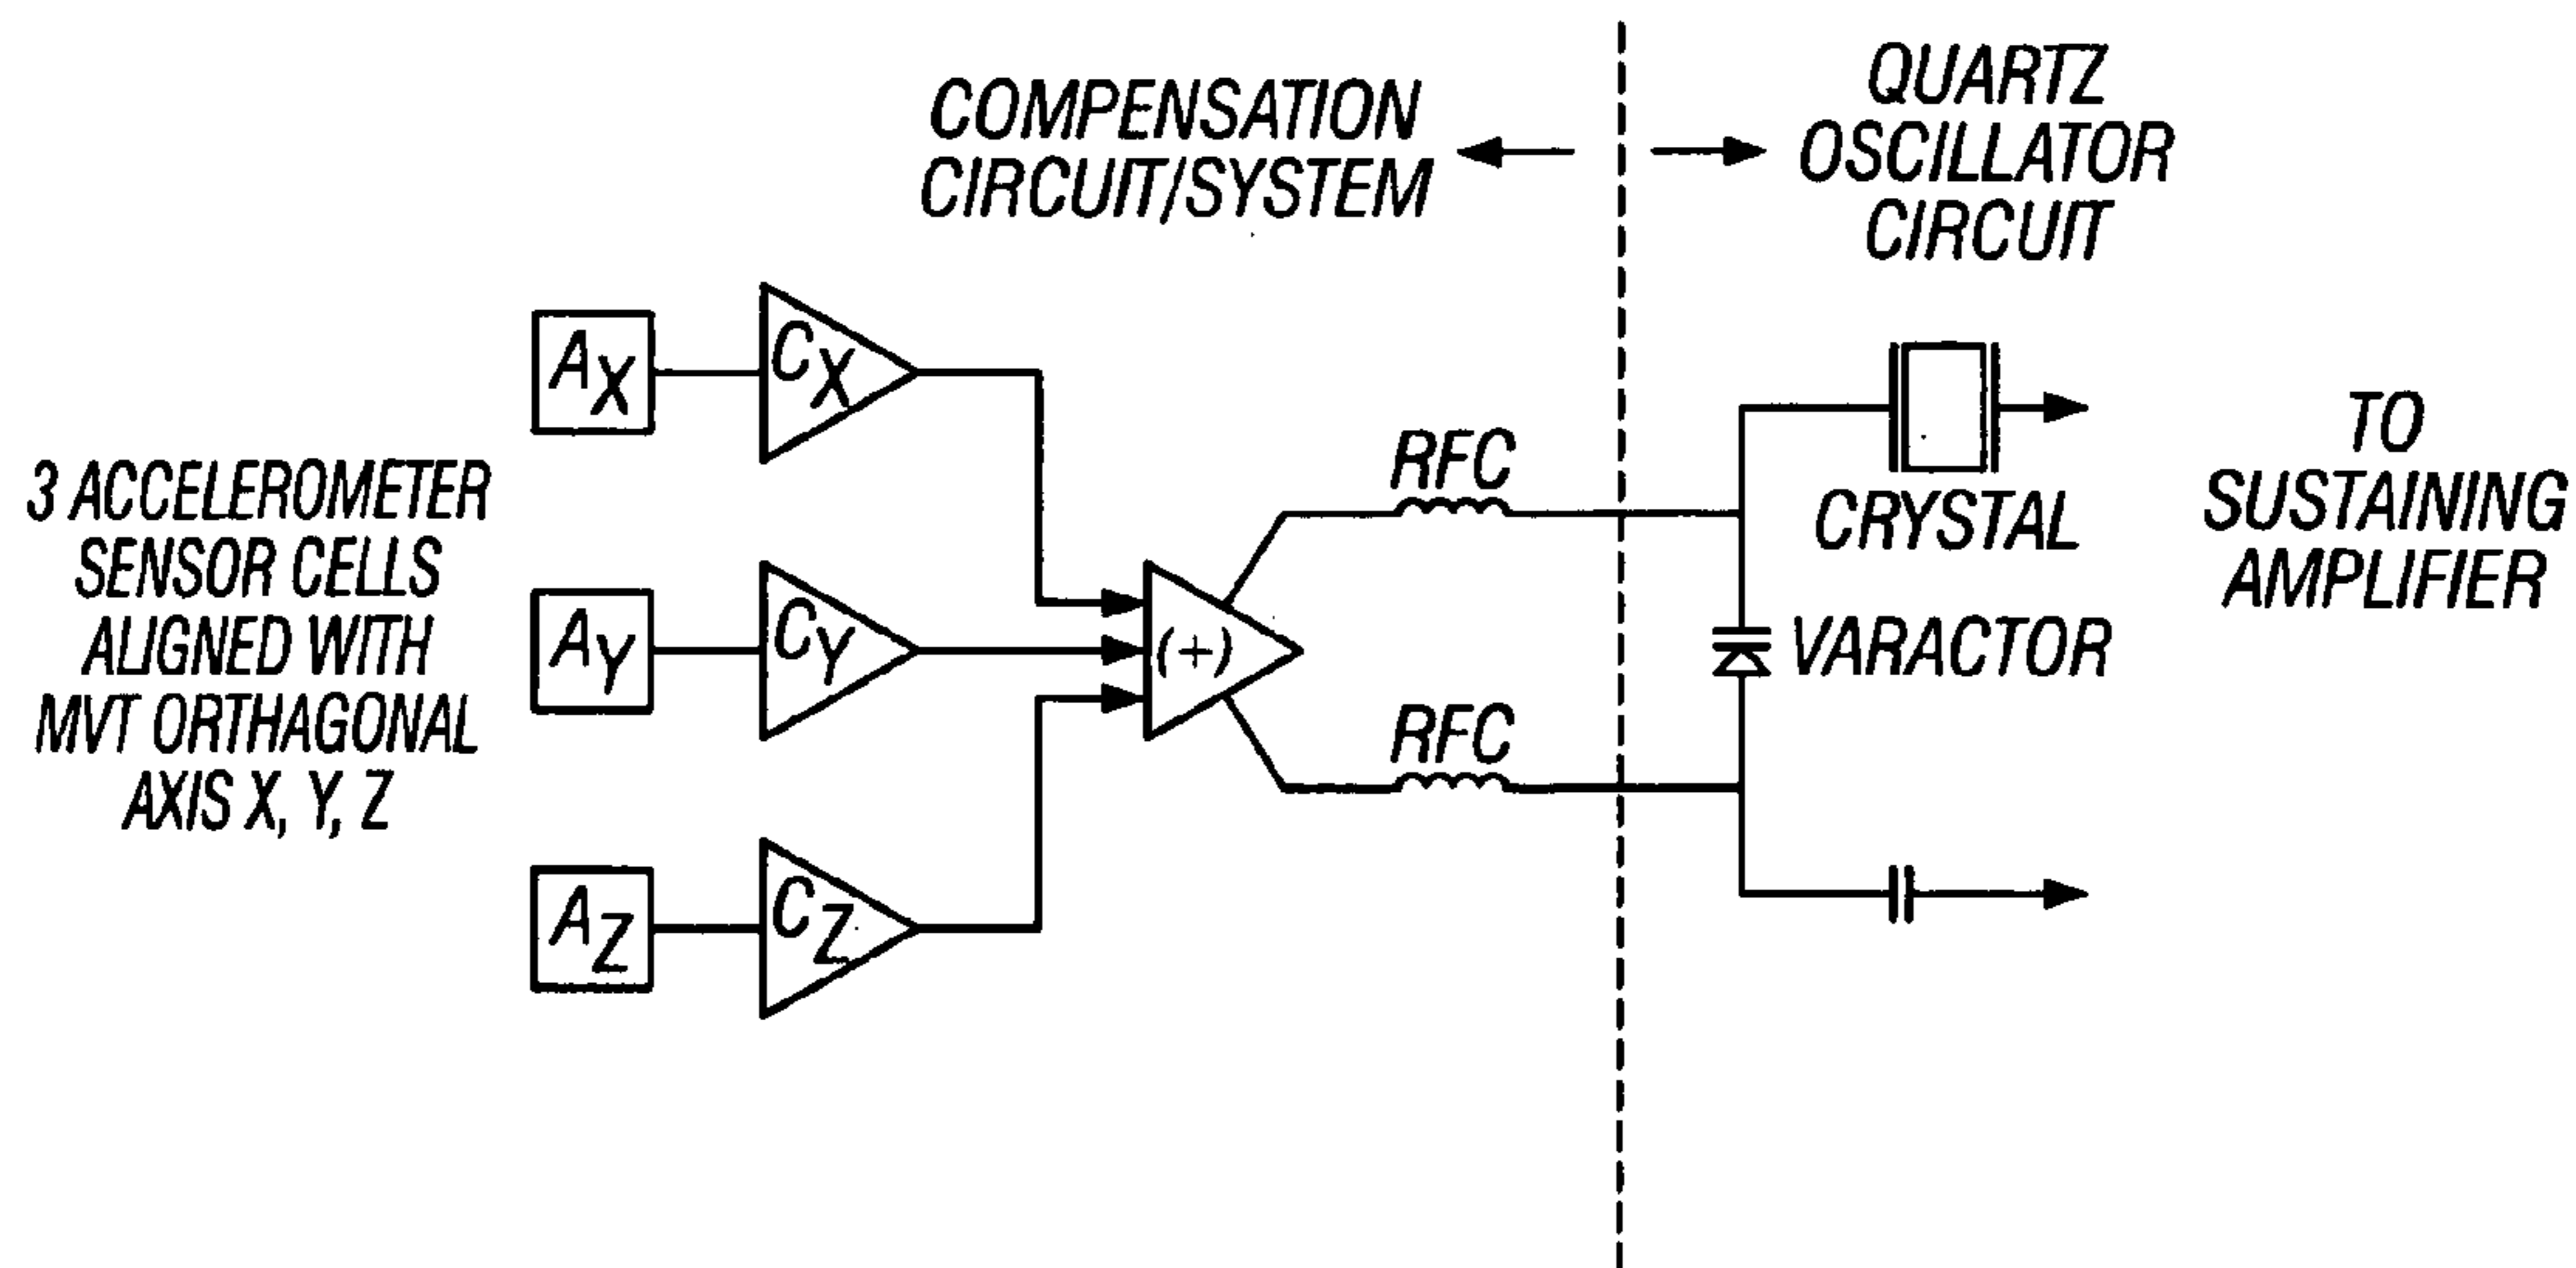 COMPENSATION
CIRCUIT/SYSTEM
QUARTZ
OSCILLATOR
CIRCUIT
3 ACCELEROMETER
SENSOR CELLS
ALIGNED WITH
MVT ORTHAGONAL
AXIS X, Y, Z
AX
CX
AY
CY
AZ
CZ
(+)
RFC
RFC
CRYSTAL
VARACTOR
TO
SUSTAINING
AMPLIFIER